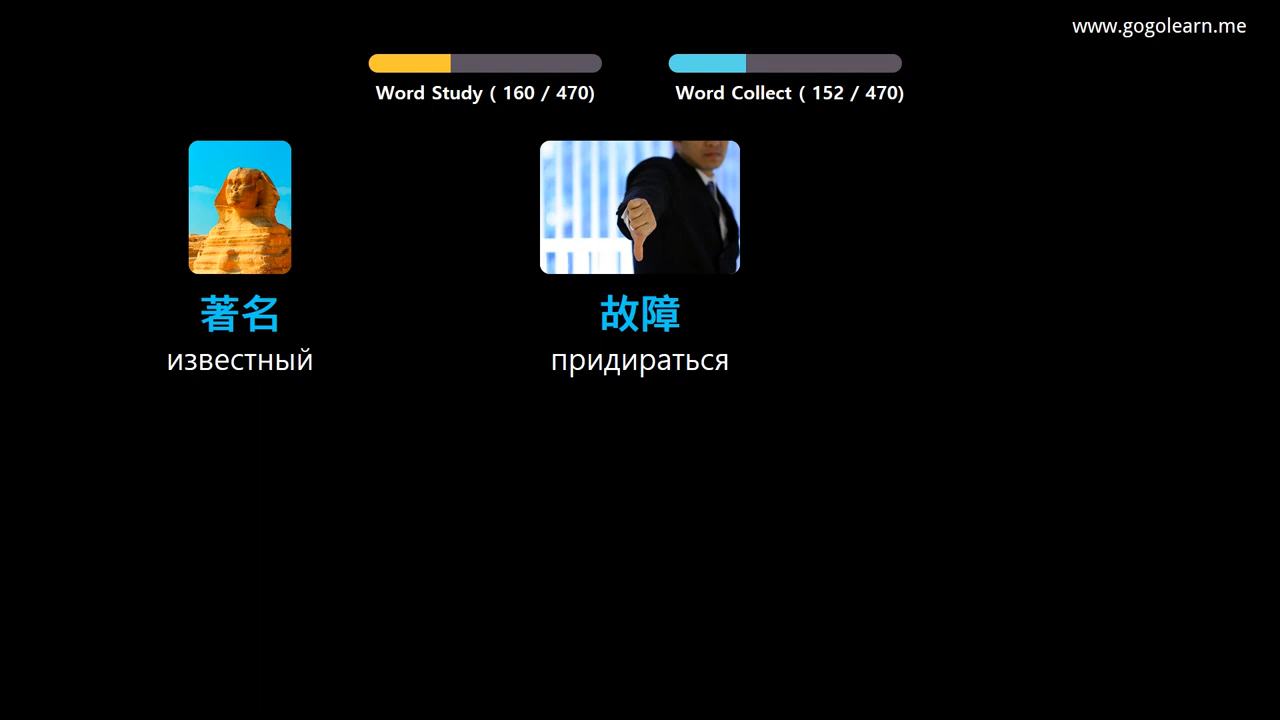 www.gogolearn.me
Word Study ( 160 / 470)
Word Collect ( 152 / 470)
著名
известный
故障
придираться